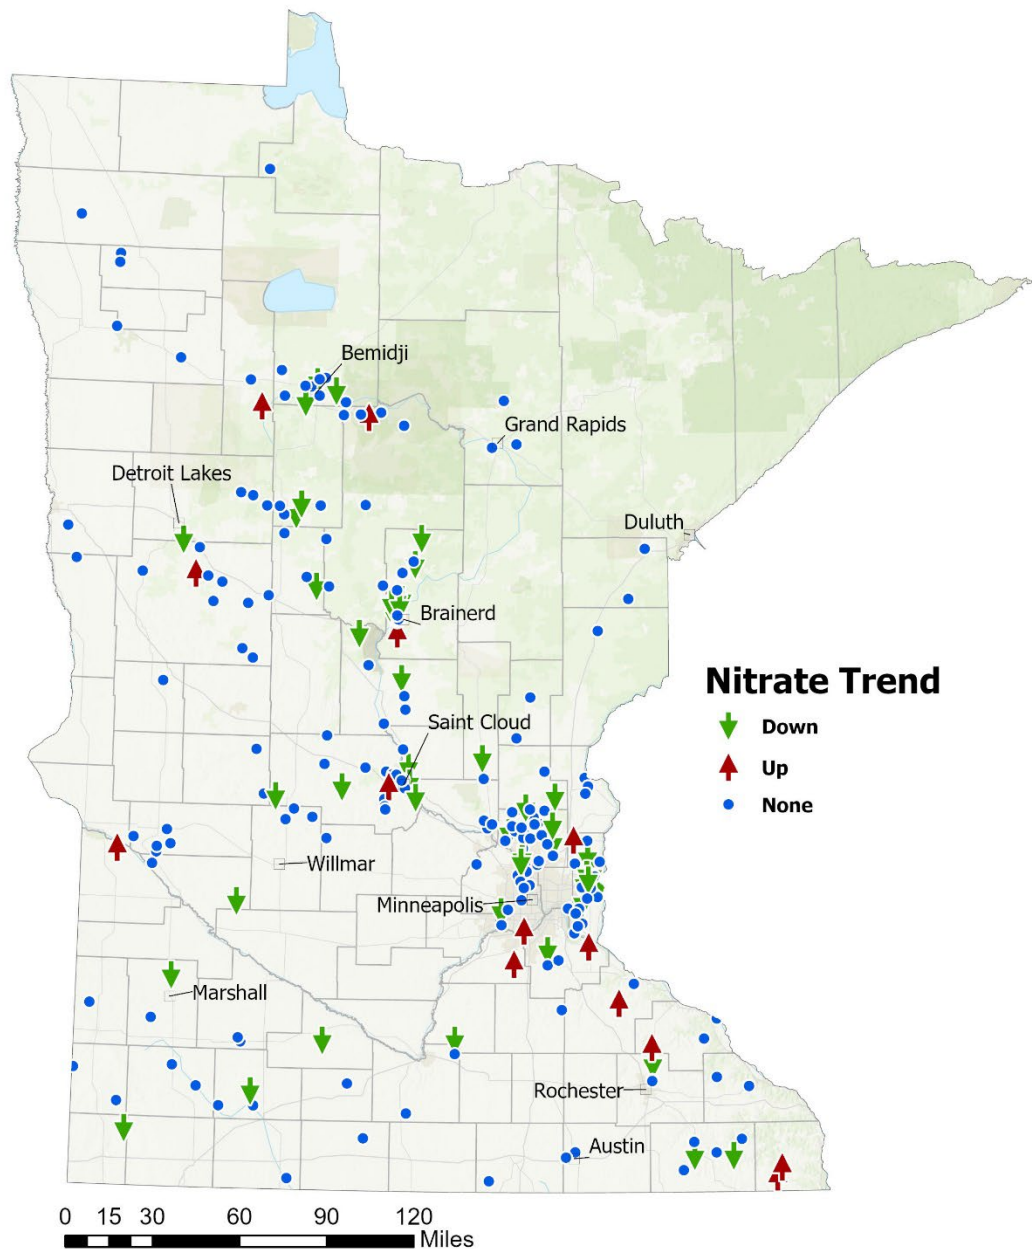 Bemidji
Grand Rapids
Detroit Lakes
Duluth
Brainerd
Nitrate Trend
Down
Saint Cloud
Up
None
Willmar
Minneapolis
Marshall
Rochester
Austin
0 15 30 60 90 120
Miles